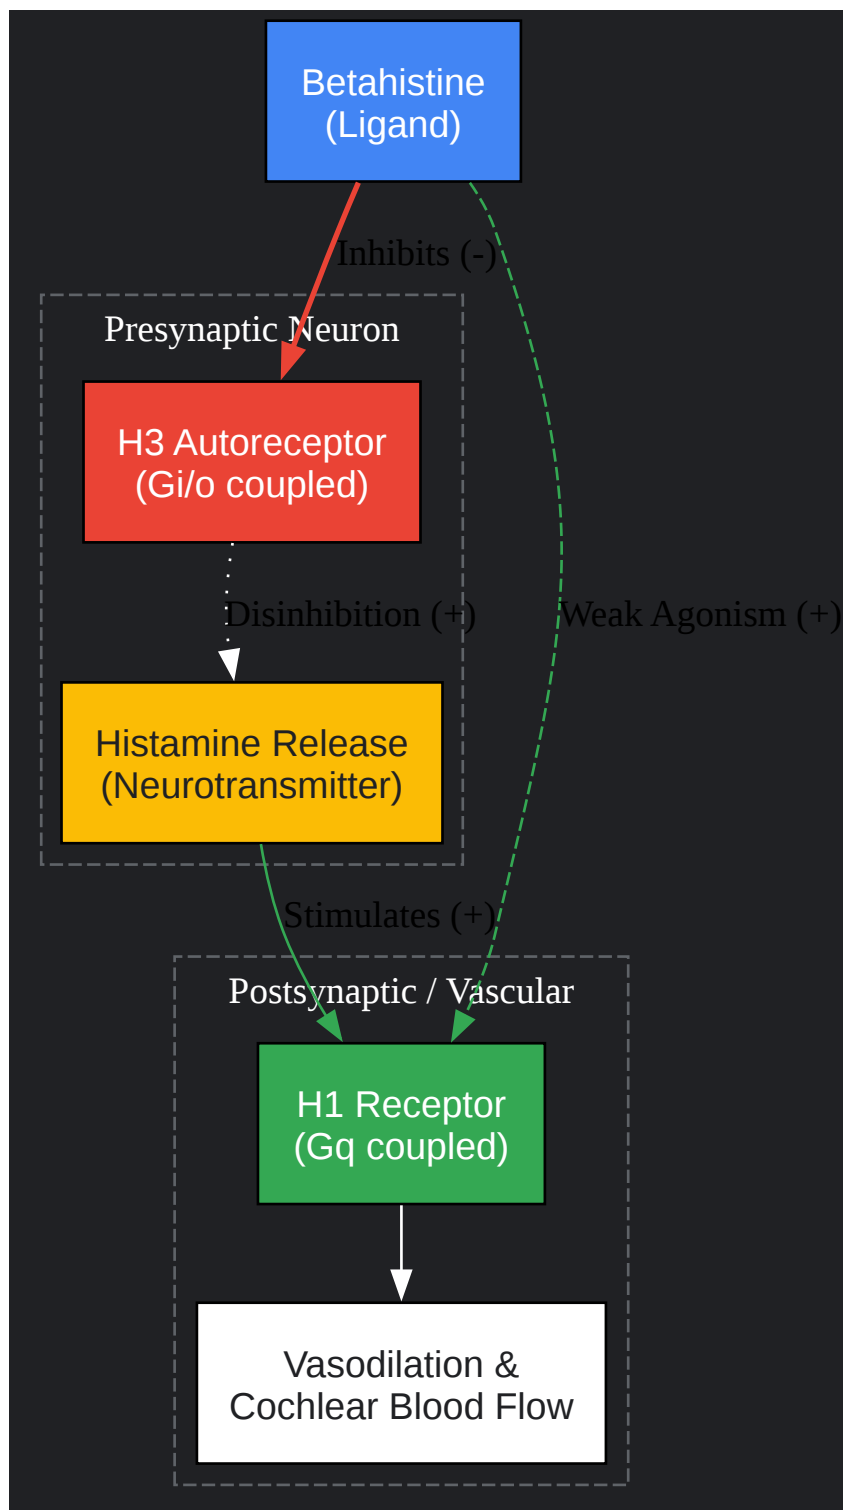 Betahistine
(Ligand)
Inhibits (-)
Presynaptic Neuron
H3 Autoreceptor
(Gi/o coupled)
Disinhibition (+)
Weak Agonism (+)
Histamine Release
(Neurotransmitter)
Stimulates (+)
Postsynaptic / Vascular
H1 Receptor
(Gq coupled)
Vasodilation &
Cochlear Blood Flow